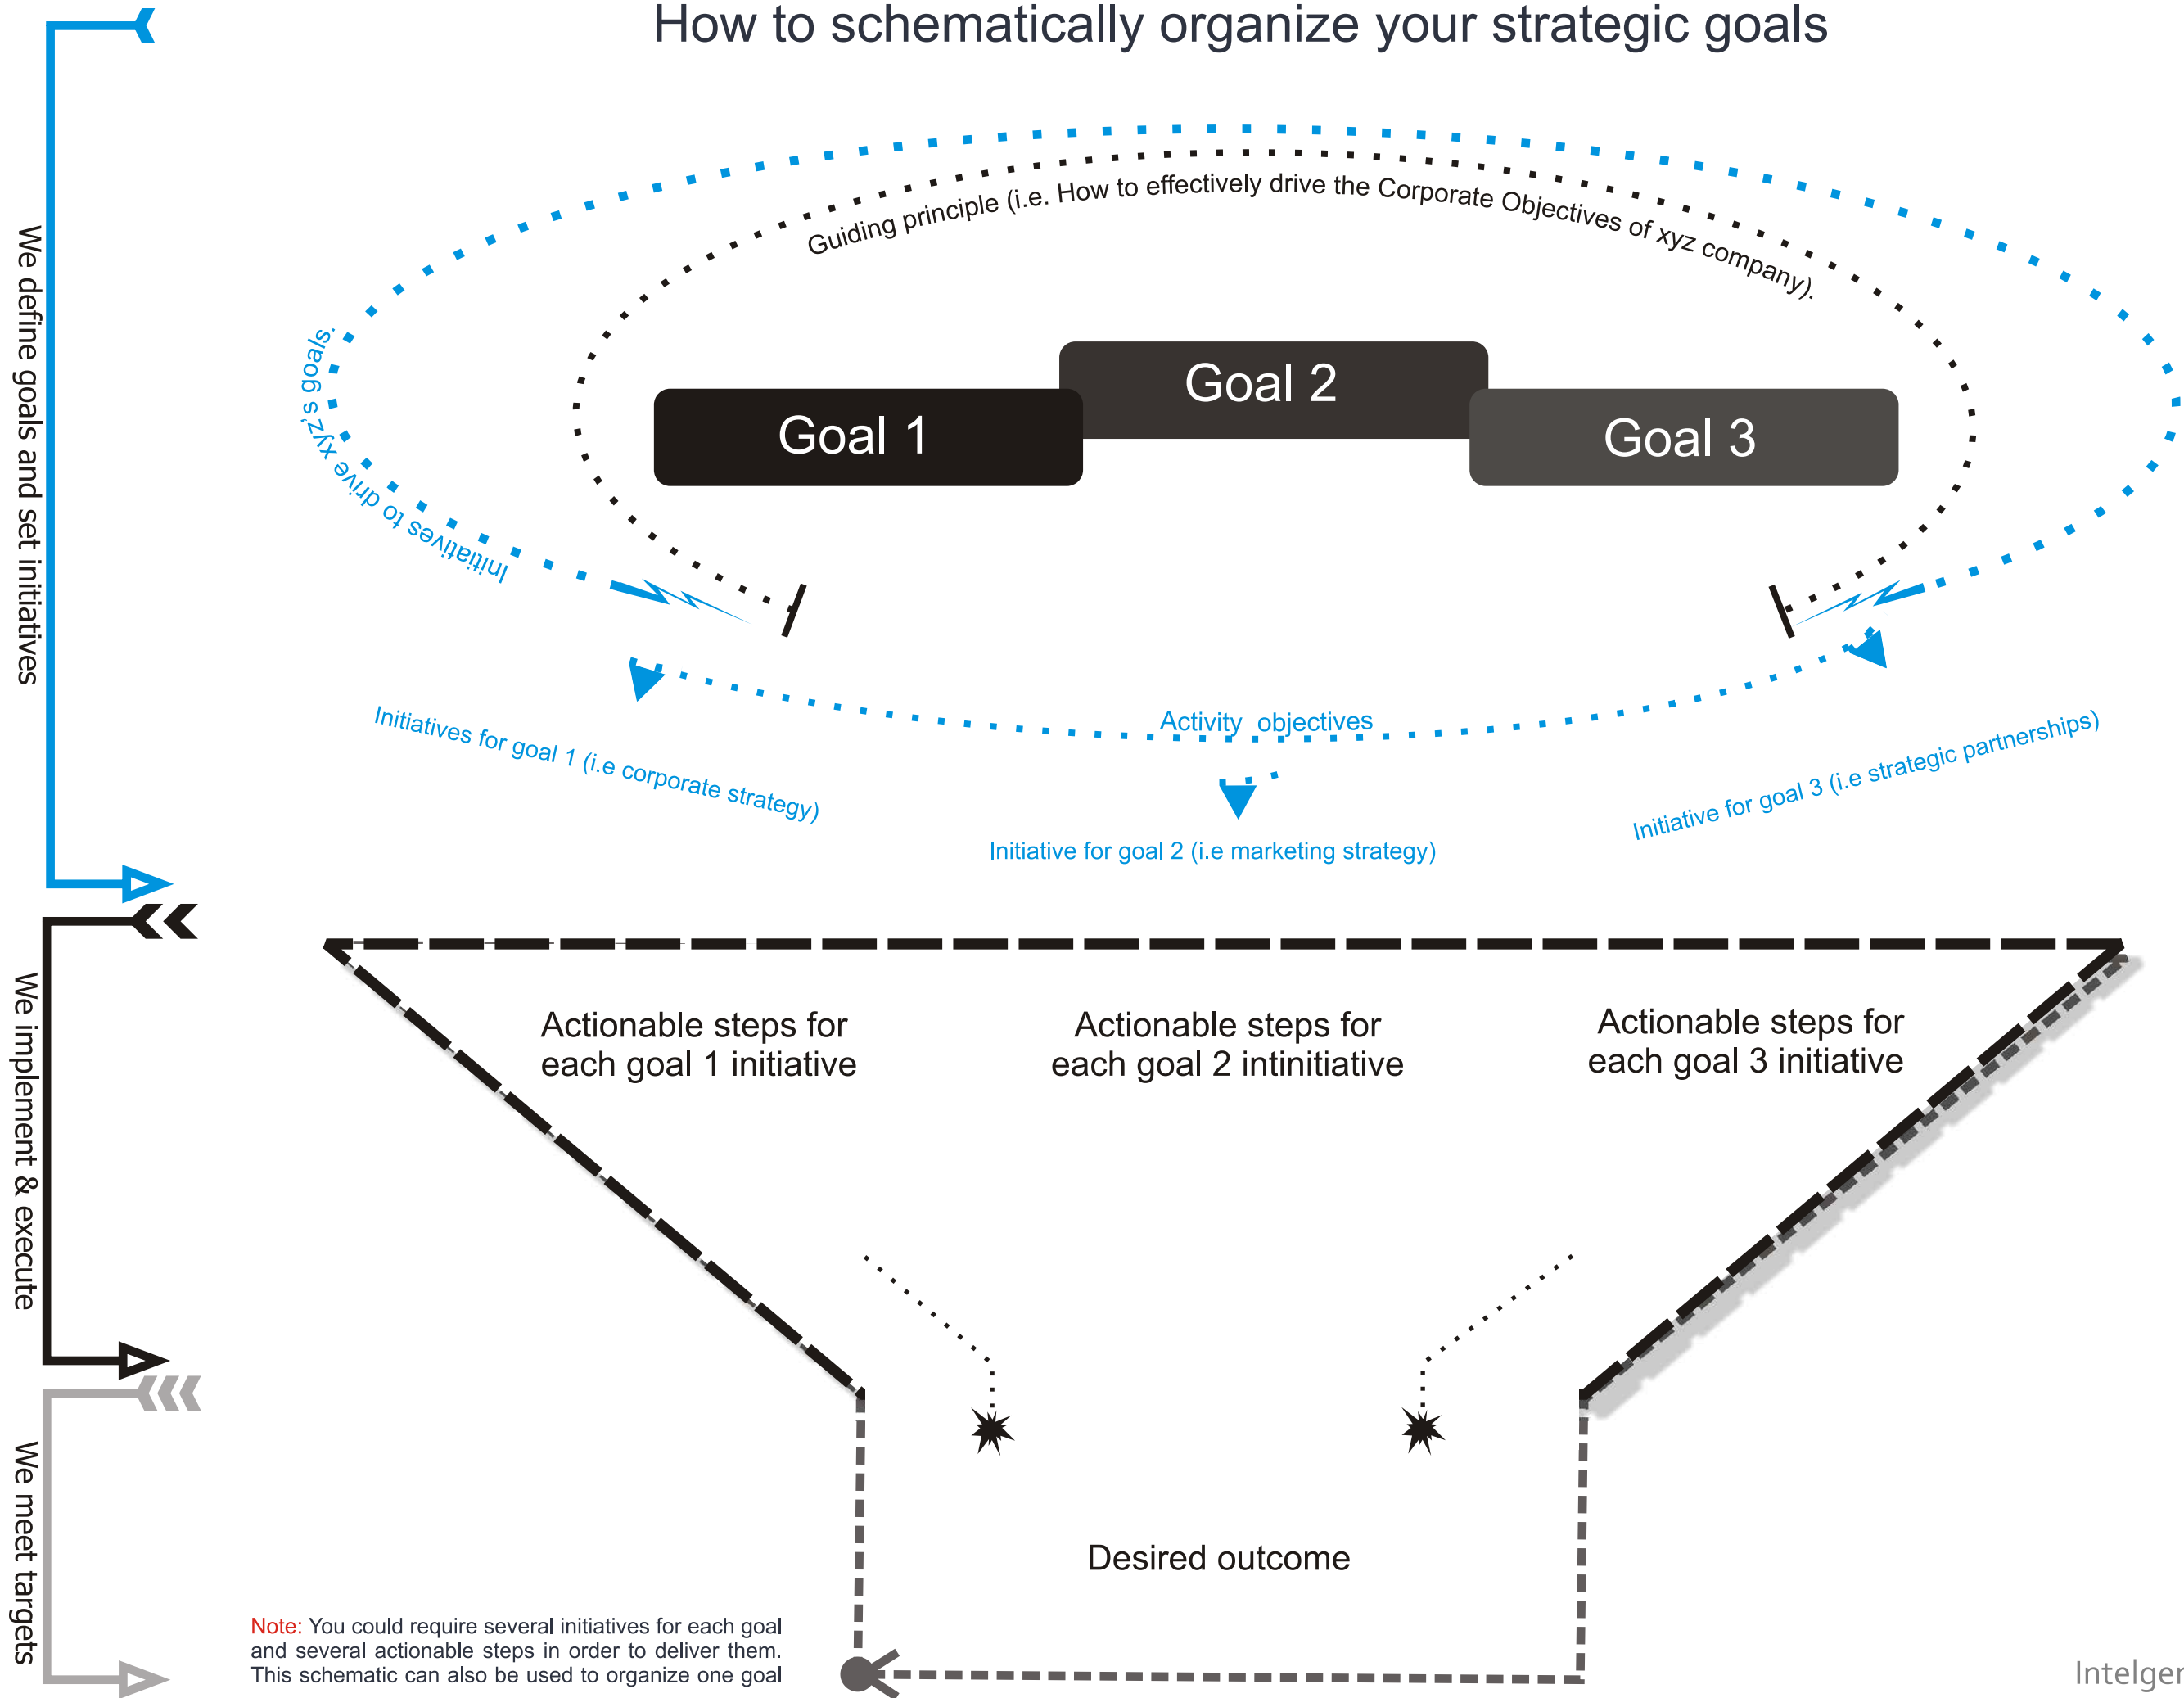 How to schematically organize your strategic goals
We define goals and set initiatives
Guiding principle (i.e. How to effectively drive the Corporate Objectives of xyz company).
Goal 1
Goal 2
Goal 3
Initiatives to drive xyz's goals.
Activity objectives
Initiatives for goal 1 (i.e corporate strategy)
Initiative for goal 2 (i.e marketing strategy)
Initiative for goal 3 (i.e strategic partnerships)
We implement & execute
Actionable steps for
each goal 1 initiative
Actionable steps for
each goal 2 intinitiative
Actionable steps for
each goal 3 initiative
We meet targets
Desired outcome
Note: You could require several initiatives for each goal
and several actionable steps in order to deliver them.
This schematic can also be used to organize one goal